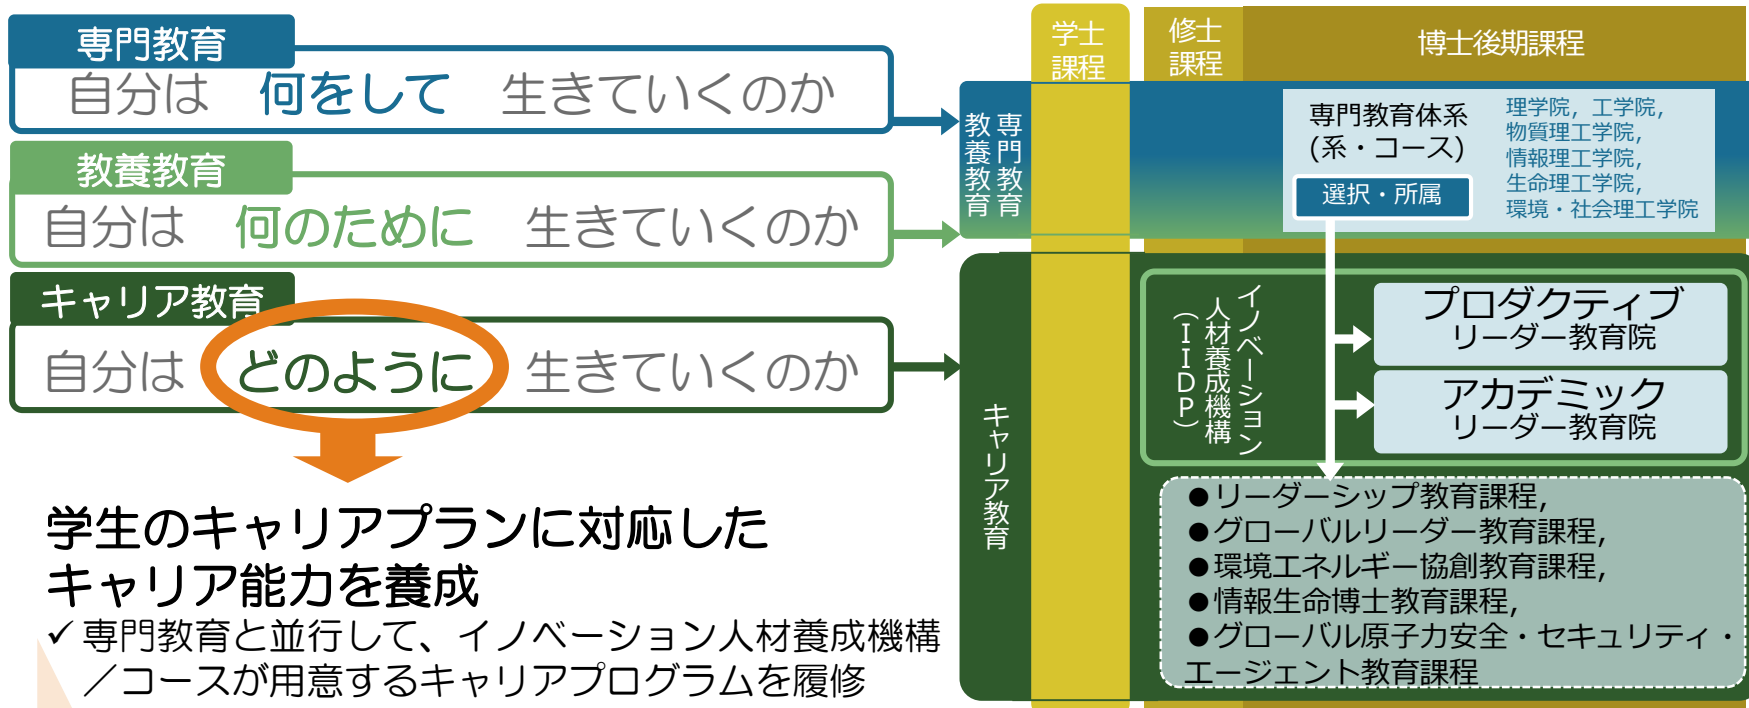 専門教育
自分は 何をして 生きていくのか
教養教育
自分は 何のために 生きていくのか
キャリア教育
自分は どのように 生きていくのか
学生のキャリアプランに対応した
キャリア能力を養成
✓専門教育と並行して、イノベーション人材養成機構
／コースが用意するキャリアプログラムを履修
学士
課程
修士
課程
博士後期課程
専門教育
教養教育
専門教育体系
(系・コース)
選択・所属
理学院，工学院，
物質理工学院，
情報理工学院，
生命理工学院，
環境・社会理工学院
キャリア教育
イノベーション
人材養成機構
（ＩＩＤＰ）
プロダクティブ
リーダー教育院
アカデミック
リーダー教育院
●リーダーシップ教育課程,
●グローバルリーダー教育課程,
●環境エネルギー協創教育課程,
●情報生命博士教育課程,
●グローバル原子力安全・セキュリティ・
エージェント教育課程